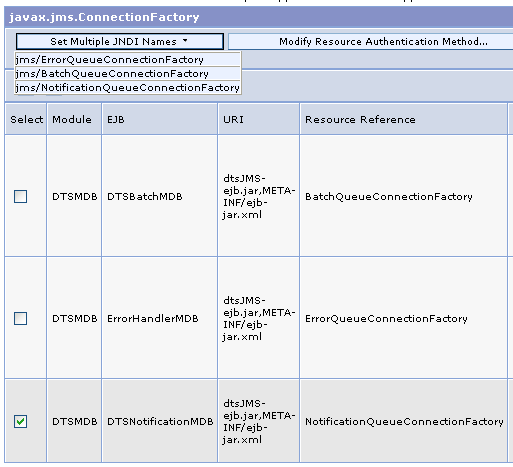 javax.jms.ConnectionFactory
Set Multiple JNDI Names
Modify Resource Authentication Method...
jms/ErrorQueueConnectionFactory
jms/BatchQueueConnectionFactory
jms/NotificationQueueConnectionFactory
Select Module EJB URI Resource Reference
DTSMDB DTSBatchMDB dtsJMS-
ejb.jar,META-
INF/ejb-
jar.xml BatchQueueConnectionFactory
DTSMDB ErrorHandlerMDB dtsJMS-
ejb.jar,META-
INF/ejb-
jar.xml ErrorQueueConnectionFactory
DTSMDB DTSNotificationMDB dtsJMS-
ejb.jar,META-
INF/ejb-
jar.xml NotificationQueueConnectionFactory